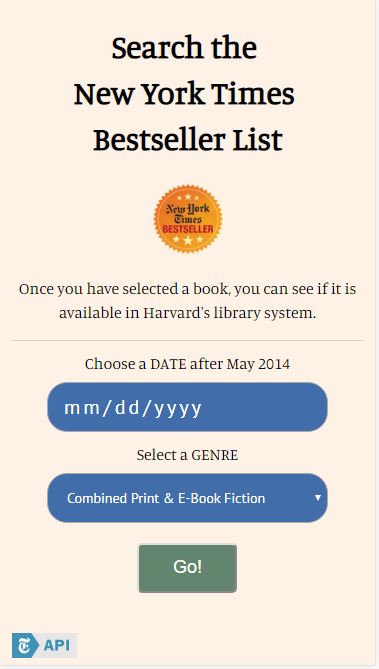 Search the
New York Times
Bestseller List
New York
Times
BESTSELLER
Once you have selected a book, you can see if it is
available in Harvard's library system.
Choose a DATE after May 2014
mm/dd/yyyy
Select a GENRE
Combined Print & E-Book Fiction
Go!
T API